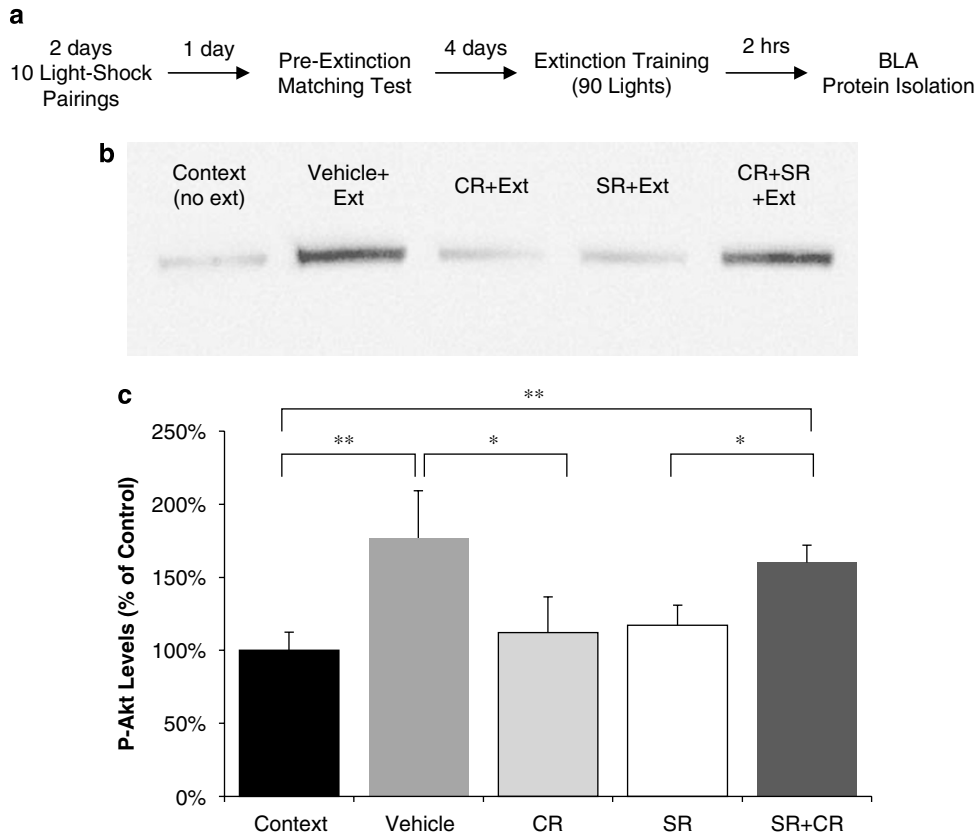 a
2 days
10 Light-Shock
Pairings
1 day
Pre-Extinction
Matching Test
4 days
Extinction Training
(90 Lights)
2 hrs
BLA
Protein Isolation
b
Context
(no ext)
Vehicle+
Ext
CR+Ext
SR+Ext
CR+SR
+Ext
c
P-Akt Levels (% of Control)
250%
200%
150%
100%
50%
0%
**
**
*
*
Context
Vehicle
CR
SR
SR+CR